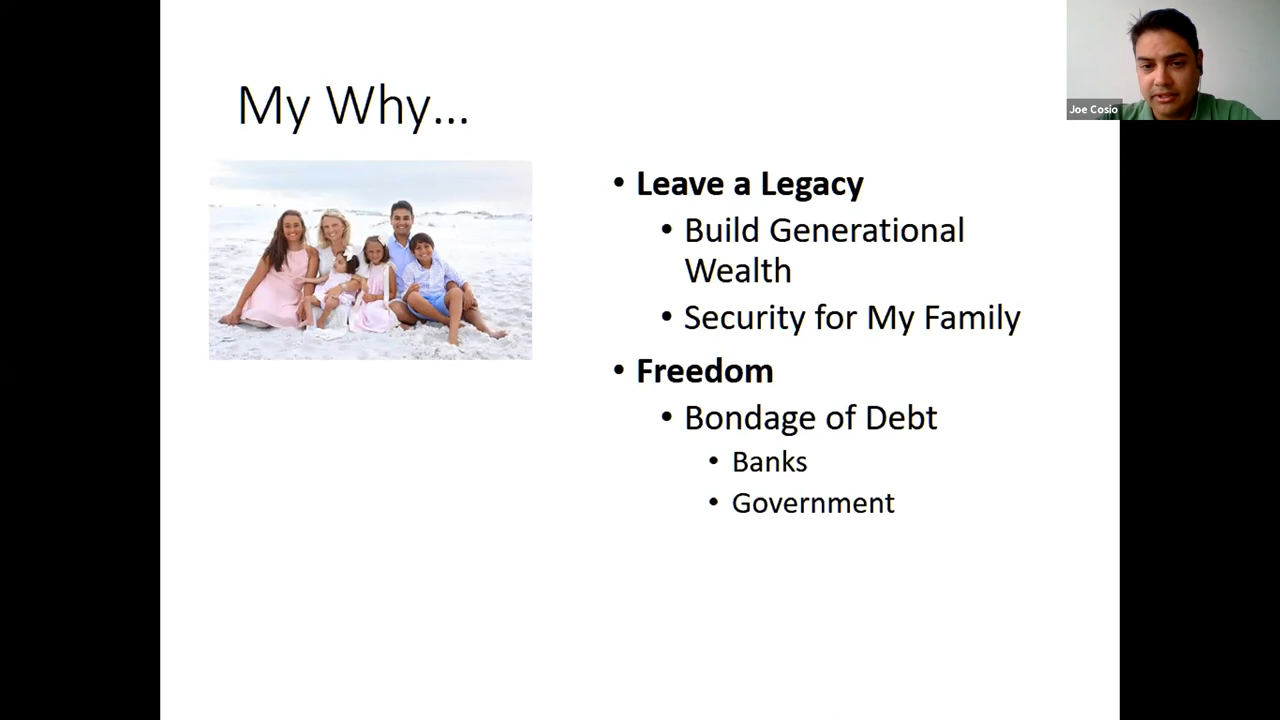 My Why...
• Leave a Legacy
• Build Generational
Wealth
• Security for My Family
• Freedom
• Bondage of Debt
• Banks
• Government
Joe Cosio